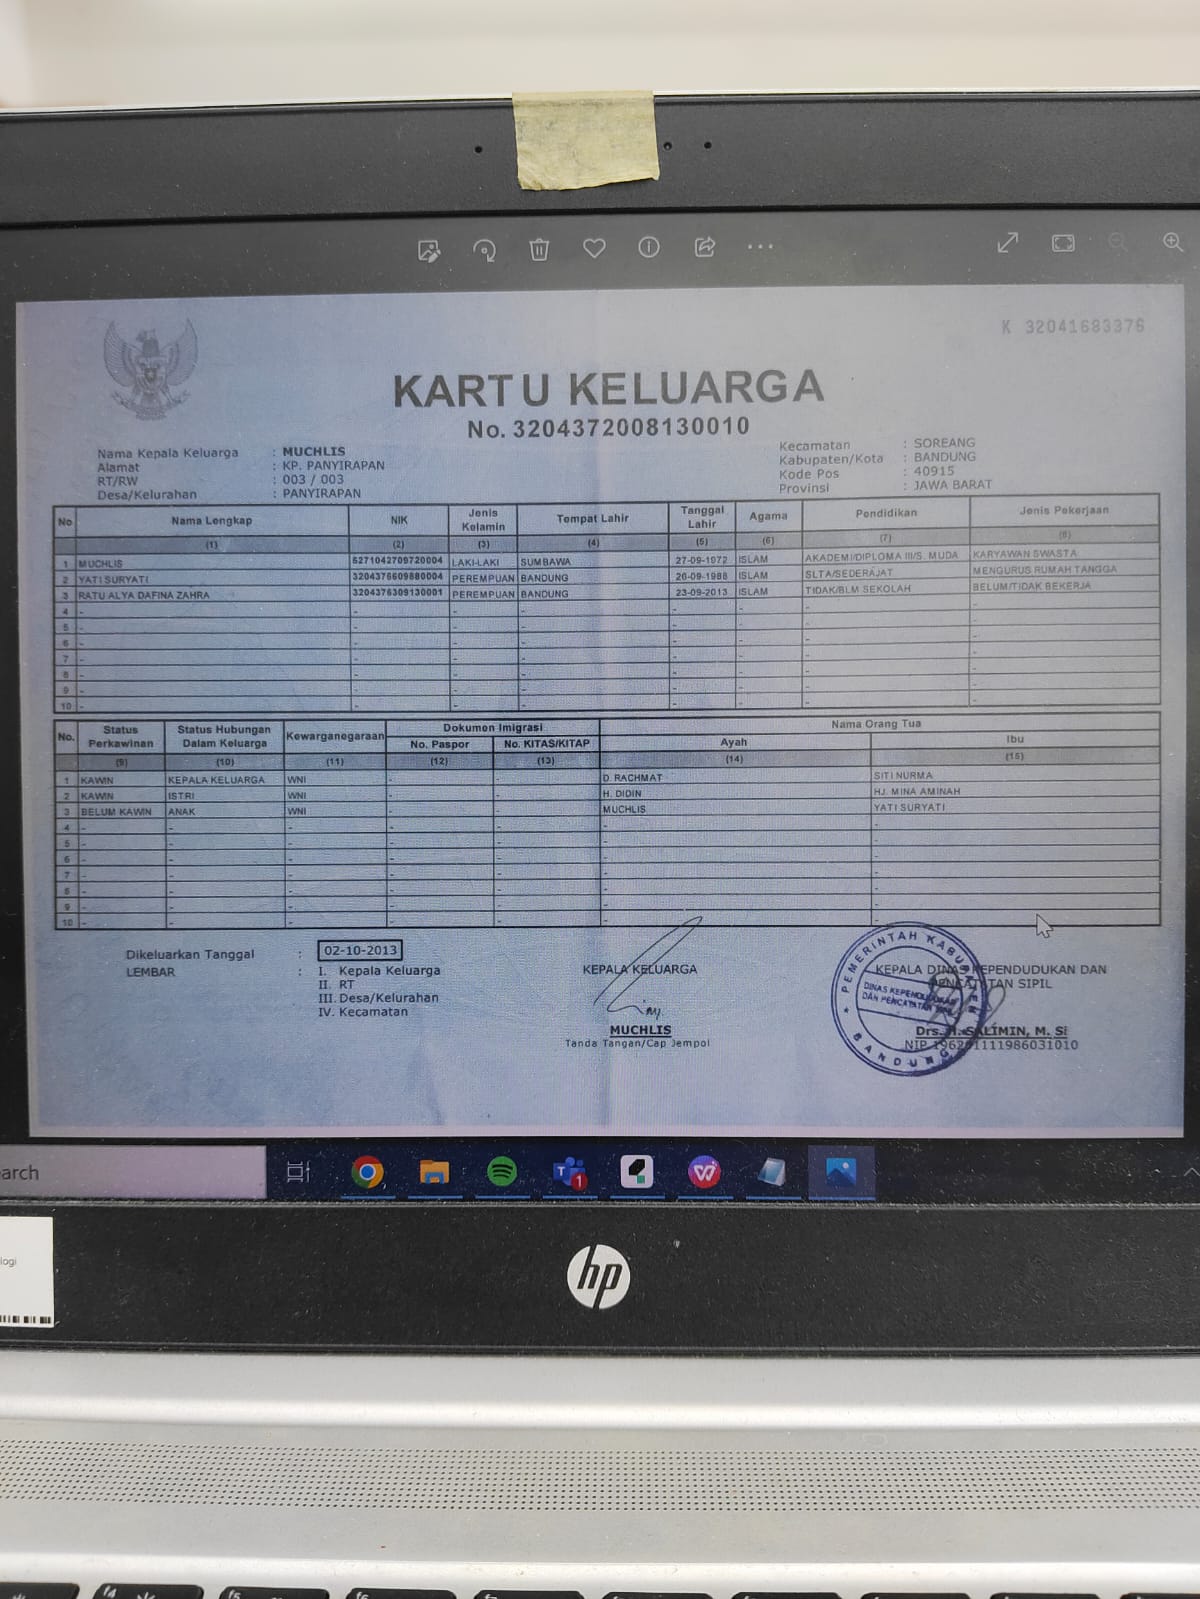 K 32041683376
KARTU KELUARGA
No. 3204372008130010
Nama Kepala Keluarga : MUCHLIS
Alamat : KP. PANYIRAPAN
RT/RW : 003 / 003
Desa/Kelurahan : PANYIRAPAN
Kecamatan : SOREANG
Kabupaten/Kota : BANDUNG
Kode Pos : 40915
Provinsi : JAWA BARAT
No Nama Lengkap NIK Jenis Kelamin Tempat Lahir Tanggal Lahir Agama Pendidikan Jenis Pekerjaan
(1) (2) (3) (4) (5) (6) (7) (8)
1 MUCHLIS 5271042709720004 LAKI-LAKI SUMBAWA 27-09-1972 ISLAM AKADEMI/DIPLOMA III/S. MUDA KARYAWAN SWASTA
2 YATI SURYATI 3204376609880004 PEREMPUAN BANDUNG 26-09-1988 ISLAM SLTA/SEDERAJAT MENGURUS RUMAH TANGGA
3 RATU ALYA DAFINA ZAHRA 3204376309130001 PEREMPUAN BANDUNG 23-09-2013 ISLAM TIDAK/BLM SEKOLAH BELUM/TIDAK BEKERJA
4 - - - - - - - -
5 - - - - - - - -
6 - - - - - - - -
7 - - - - - - - -
8 - - - - - - - -
9 - - - - - - - -
10 - - - - - - - -
No. Status Perkawinan Status Hubungan Dalam Keluarga Kewarganegaraan Dokumen Imigrasi Nama Orang Tua
No. Paspor No. KITAS/KITAP Ayah Ibu
(9) (10) (11) (12) (13) (14) (15)
1 KAWIN KEPALA KELUARGA WNI - - D. RACHMAT SITI NURMA
2 KAWIN ISTRI WNI - - H. DIDIN HJ. MINA AMINAH
3 BELUM KAWIN ANAK WNI - - MUCHLIS YATI SURYATI
4 - - - - - - -
5 - - - - - - -
6 - - - - - - -
7 - - - - - - -
8 - - - - - - -
9 - - - - - - -
10 - - - - - - -
Dikeluarkan Tanggal : 02-10-2013
LEMBAR : I. Kepala Keluarga
II. RT
III. Desa/Kelurahan
IV. Kecamatan
KEPALA KELUARGA
MUCHLIS
Tanda Tangan/Cap Jempol
KEPALA DINAS KEPENDUDUKAN DAN
PENCATATAN SIPIL
PEMERINTAH KABUPATEN
DINAS KEPENDUDUKAN
DAN PENCATATAN SIPIL
BANDUNG
Drs. H. SALIMIN, M. Si
arch
T
1
W
logi
hp
f4
f5
f6